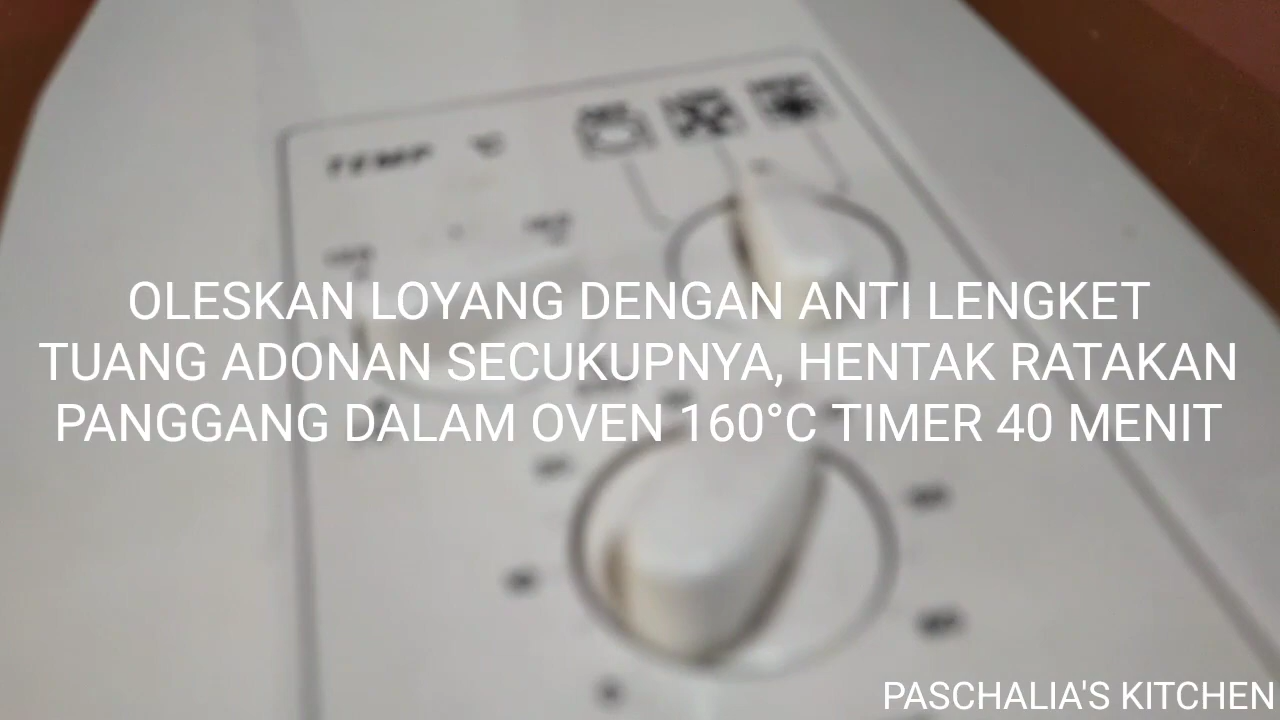 TEMP °C
OLESKAN LOYANG DENGAN ANTI LENGKET
TUANG ADONAN SECUKUPNYA, HENTAK RATAKAN
PANGGANG DALAM OVEN 160°C TIMER 40 MENIT
PASCHALIA'S KITCHEN